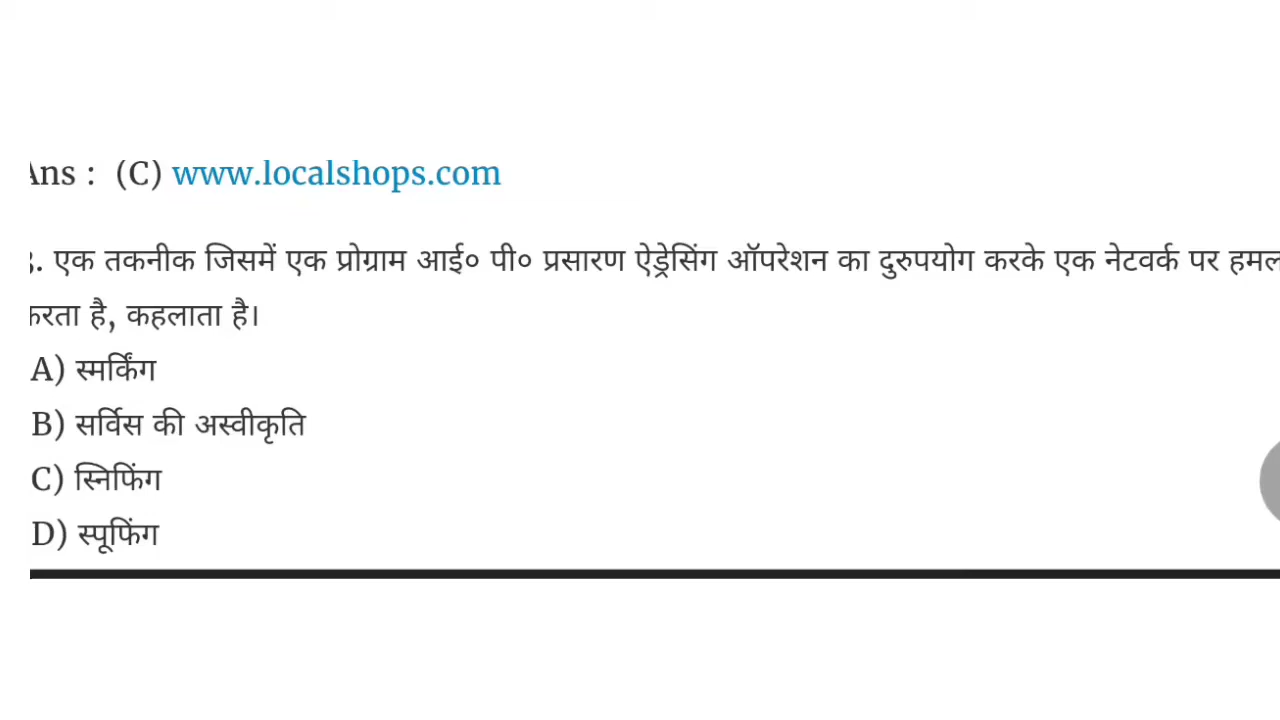 Ans : (C) www.localshops.com
. एक तकनीक जिसमें एक प्रोग्राम आई० पी० प्रसारण ऐड्रेसिंग ऑपरेशन का दुरुपयोग करके एक नेटवर्क पर हमल
करता है, कहलाता है।
A) स्मर्किंग
B) सर्विस की अस्वीकृति
C) स्निफिंग
D) स्पूफिंग